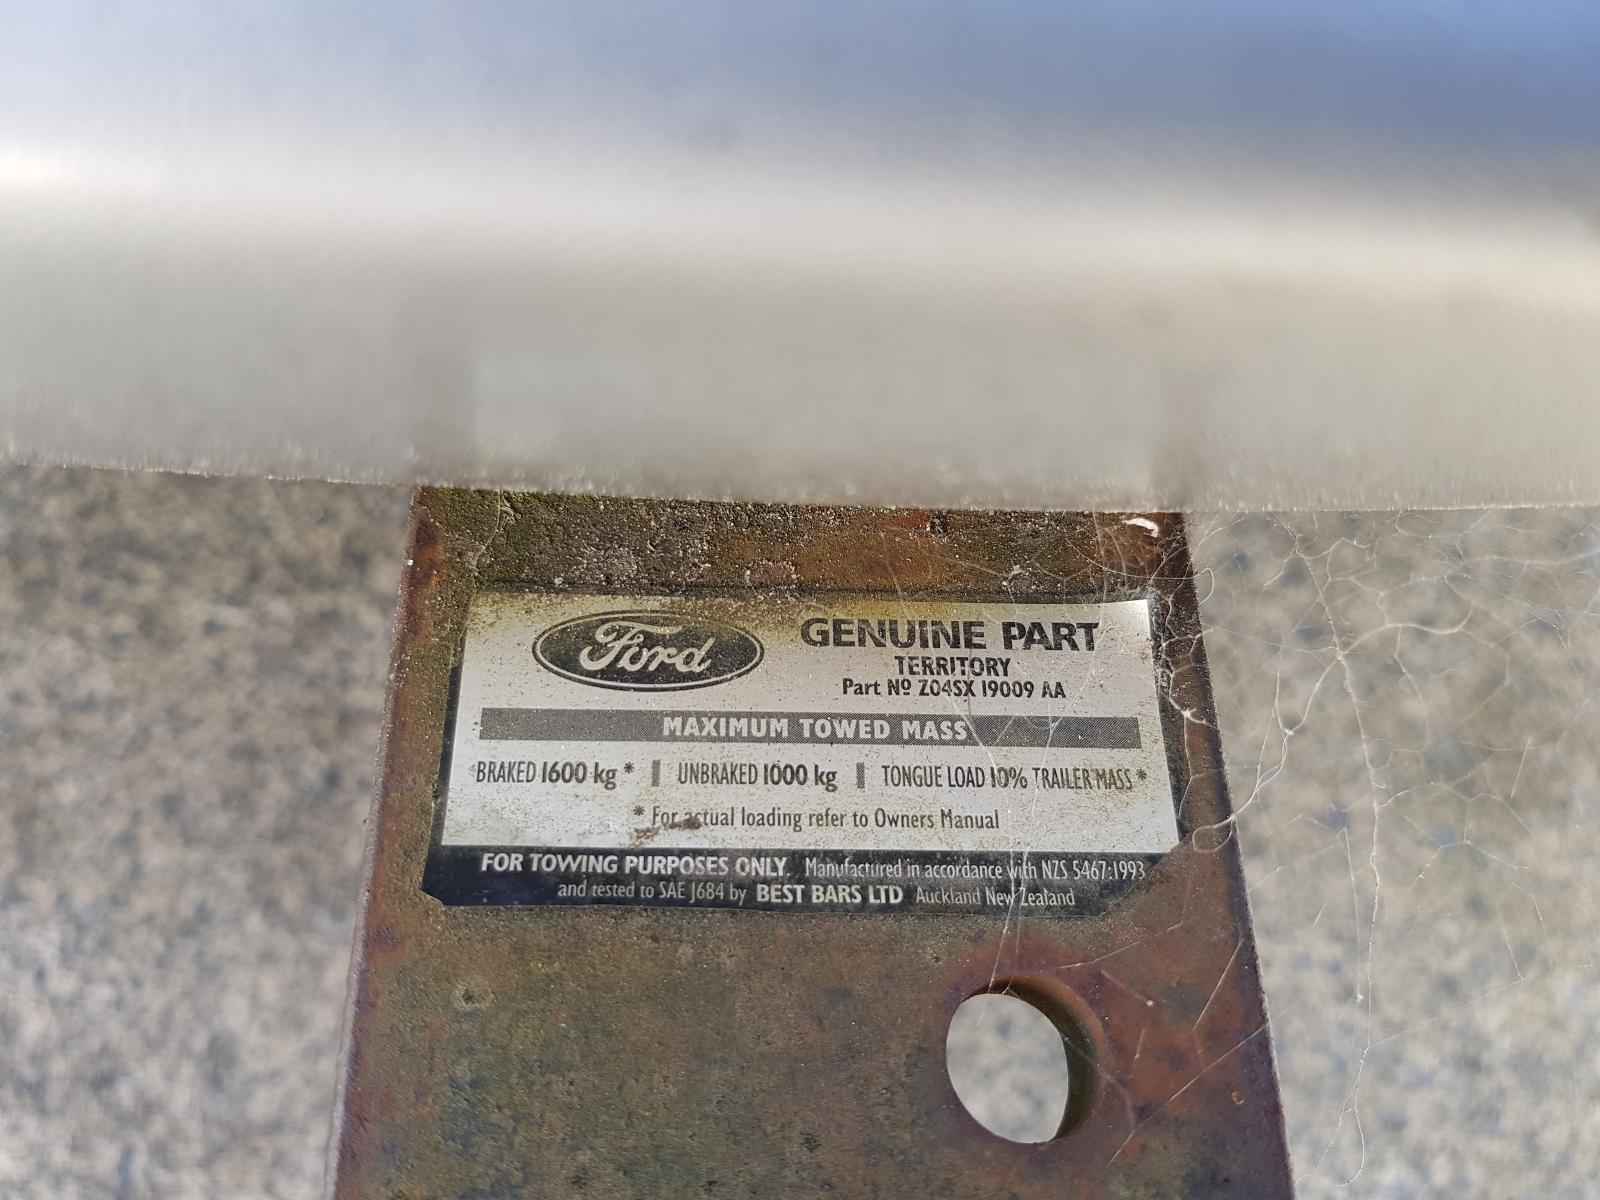 Ford
GENUINE PART
TERRITORY
Part Nº Z04SX 19009 AA
MAXIMUM TOWED MASS
BRAKED 1600 kg * | UNBRAKED 1000 kg | TONGUE LOAD 10% TRAILER MASS *
* For actual loading refer to Owners Manual
FOR TOWING PURPOSES ONLY. Manufactured in accordance with NZS 5467:1993
and tested to SAE J684 by BEST BARS LTD Auckland New Zealand